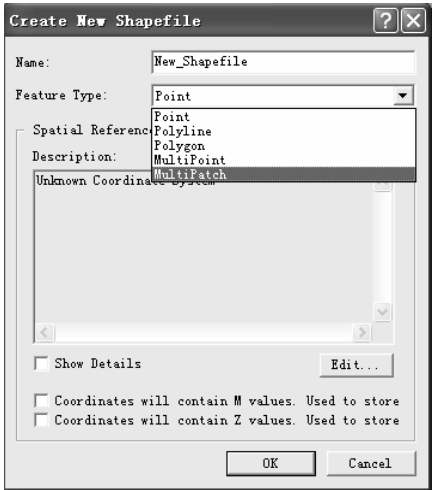 Create New Shapefile
Name:
New_Shapefile
Feature Type:
Point
Point
Polyline
Polygon
MultiPoint
MultiPatch
Spatial Reference
Description:
Unknown Coordinate System
Show Details
Edit...
Coordinates will contain M values. Used to store
Coordinates will contain Z values. Used to store
OK
Cancel